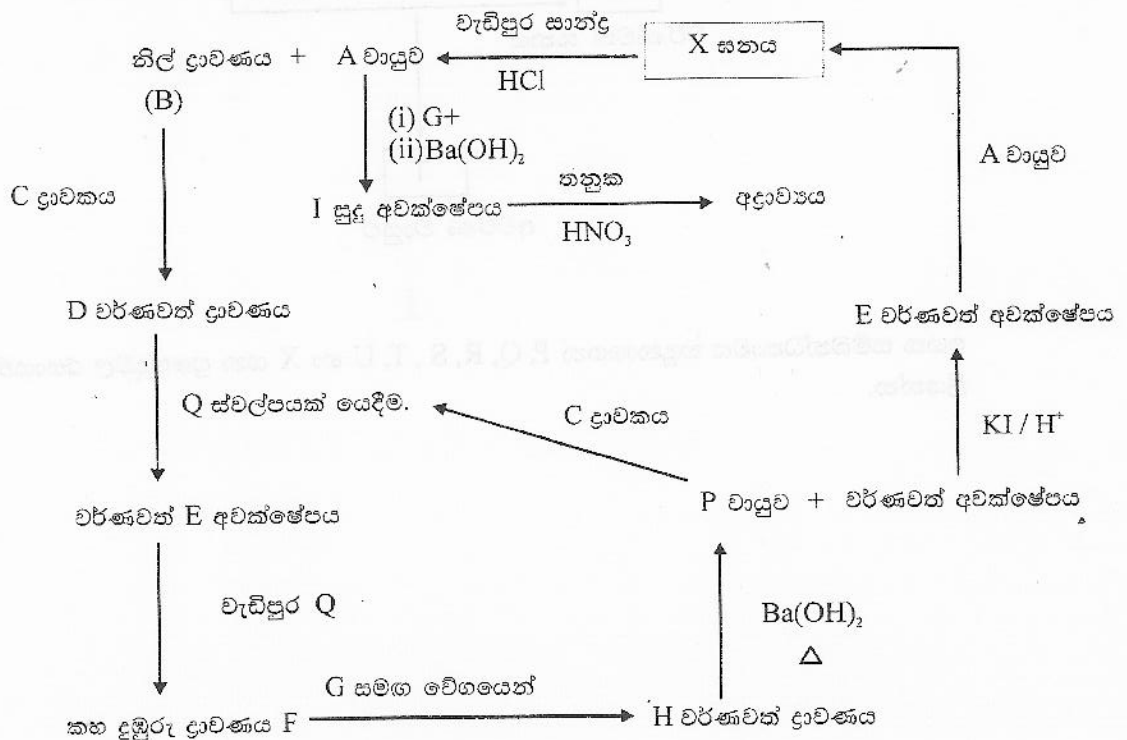 වැඩිපුර සාන්ද්‍ර
නිල් ද්‍රාවණය + A වායුව
X ඝනය
(B)
HCl
(i) G+
(ii)Ba(OH)₂
A වායුව
C ද්‍රාවකය
තනුක
I සුදු අවක්ෂේපය
අද්‍රාව්‍යය
HNO₃
D වර්ණවත් ද්‍රාවණය
E වර්ණවත් අවක්ෂේපය
Q ස්වල්පයක් යෙදීම.
C ද්‍රාවකය
KI / H⁺
P වායුව + වර්ණවත් අවක්ෂේපය
වර්ණවත් E අවක්ෂේපය
වැඩිපුර Q
Ba(OH)₂
△
G සමඟ වේගයෙන්
කහ දුඹුරු ද්‍රාවණය F
H වර්ණවත් ද්‍රාවණය